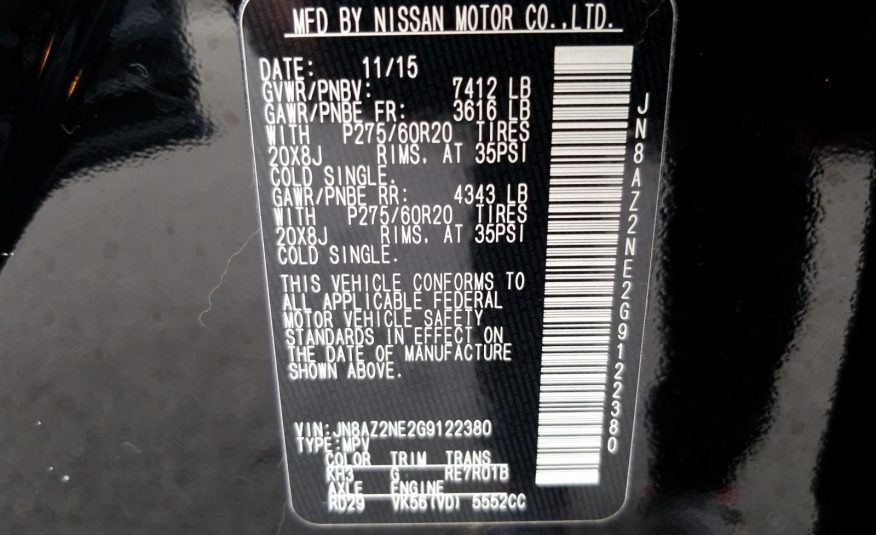 MFD BY NISSAN MOTOR CO.,LTD.
DATE: 11/15
GVWR/PNBV: 7412 LB
GAWR/PNBE FR: 3616 LB
WITH P275/60R20 TIRES
20X8J RIMS. AT 35PSI
COLD SINGLE.
GAWR/PNBE RR: 4343 LB
WITH P275/60R20 TIRES
20X8J RIMS. AT 35PSI
COLD SINGLE.
THIS VEHICLE CONFORMS TO
ALL APPLICABLE FEDERAL
MOTOR VEHICLE SAFETY
STANDARDS IN EFFECT ON
THE DATE OF MANUFACTURE
SHOWN ABOVE.
VIN:JN8AZ2NE2G9122380
TYPE:MPV
COLOR TRIM TRANS
KH3 G RE7R01B
AXLE ENGINE
RD29 VK56(VD) 5552CC
JN8AZ2NE2G9122380